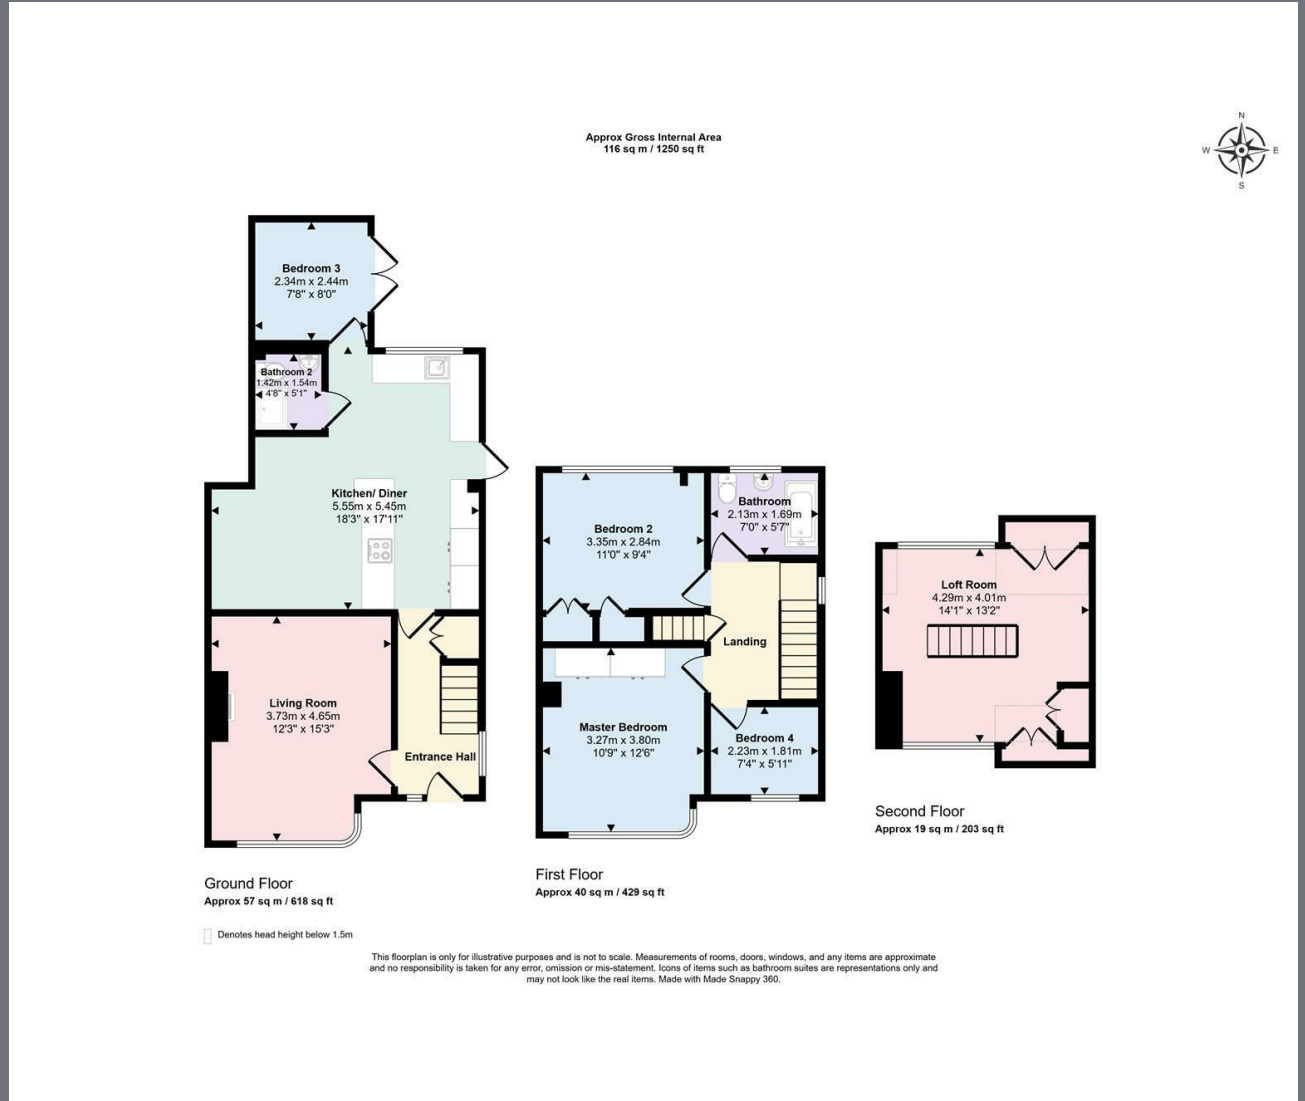 Approx Gross Internal Area
116 sq m / 1250 sq ft
N
W
E
S
Bedroom 3
2.34m x 2.44m
7'8" x 8'0"
Bathroom 2
1.42m x 1.54m
4'8" x 5'1"
Kitchen/ Diner
5.55m x 5.45m
18'3" x 17'11"
Living Room
3.73m x 4.65m
12'3" x 15'3"
Entrance Hall
Ground Floor
Approx 57 sq m / 618 sq ft
Bedroom 2
3.35m x 2.84m
11'0" x 9'4"
Bathroom
2.13m x 1.69m
7'0" x 5'7"
Landing
Master Bedroom
3.27m x 3.80m
10'9" x 12'6"
Bedroom 4
2.23m x 1.81m
7'4" x 5'11"
First Floor
Approx 40 sq m / 429 sq ft
Loft Room
4.29m x 4.01m
14'1" x 13'2"
Second Floor
Approx 19 sq m / 203 sq ft
Denotes head height below 1.5m
This floorplan is only for illustrative purposes and is not to scale. Measurements of rooms, doors, windows, and any items are approximate
and no responsibility is taken for any error, omission or mis-statement. Icons of items such as bathroom suites are representations only and
may not look like the real items. Made with Made Snappy 360.